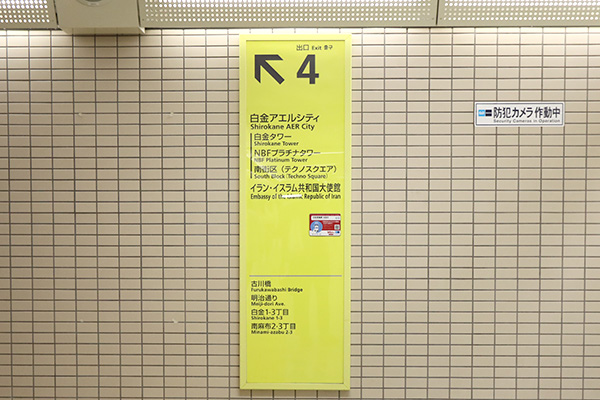 出口 Exit 출구
4
白金アエルシティ
Shirokane AER City
白金タワー
Shirokane Tower
NBFプラチナタワー
NBF Platinum Tower
南街区（テクノスクエア）
South Block (Techno Square)
イラン・イスラム共和国大使館
Embassy of the Islamic Republic of Iran
古川橋
Furukawabashi Bridge
明治通り
Meiji-dori Ave.
白金1-3丁目
Shirokane 1-3
南麻布2･3丁目
Minami-azabu 2･3
防犯カメラ作動中
Security Cameras in Operation